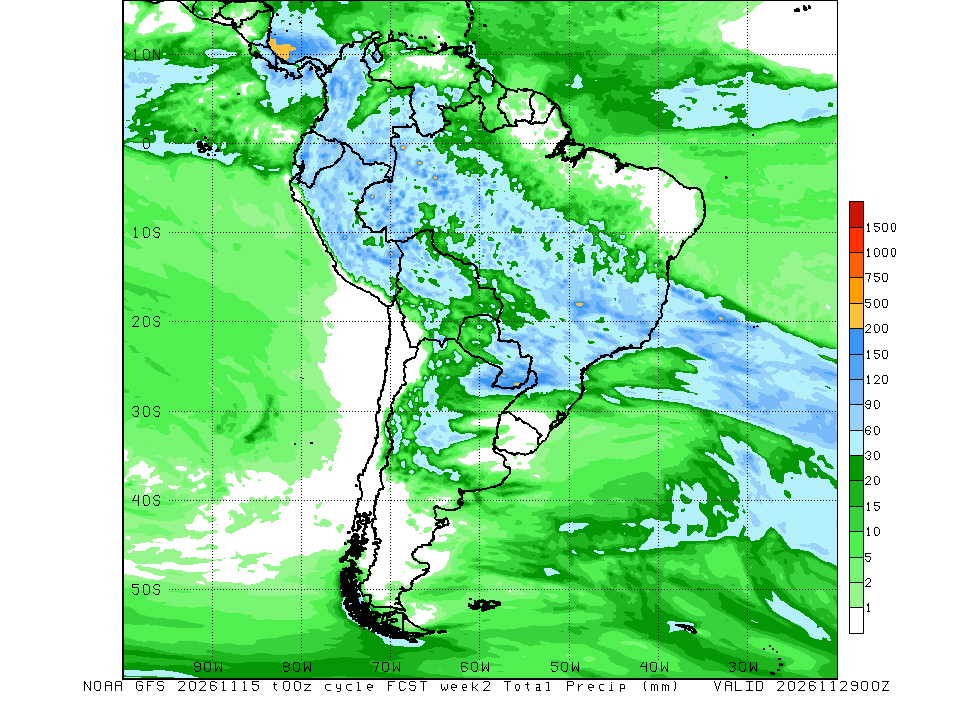 10N
0
10S
20S
30S
40S
50S
90W 80W 70W 60W 50W 40W 30W
1500
1000
750
500
200
150
120
90
60
30
20
15
10
5
2
1
NOAA GFS 20261115 t00z cycle FCST week2 Total Precip (mm) VALID 2026112900Z